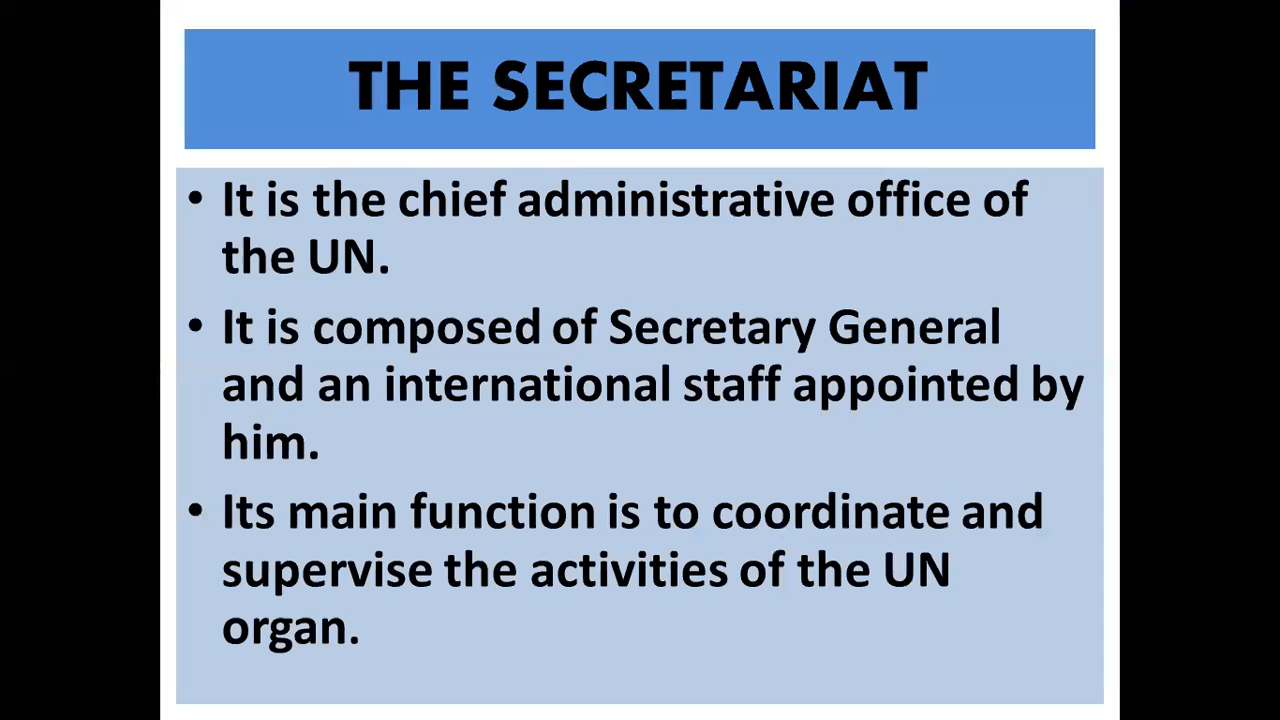 THE SECRETARIAT
• It is the chief administrative office of
the UN.
• It is composed of Secretary General
and an international staff appointed by
him.
• Its main function is to coordinate and
supervise the activities of the UN
organ.